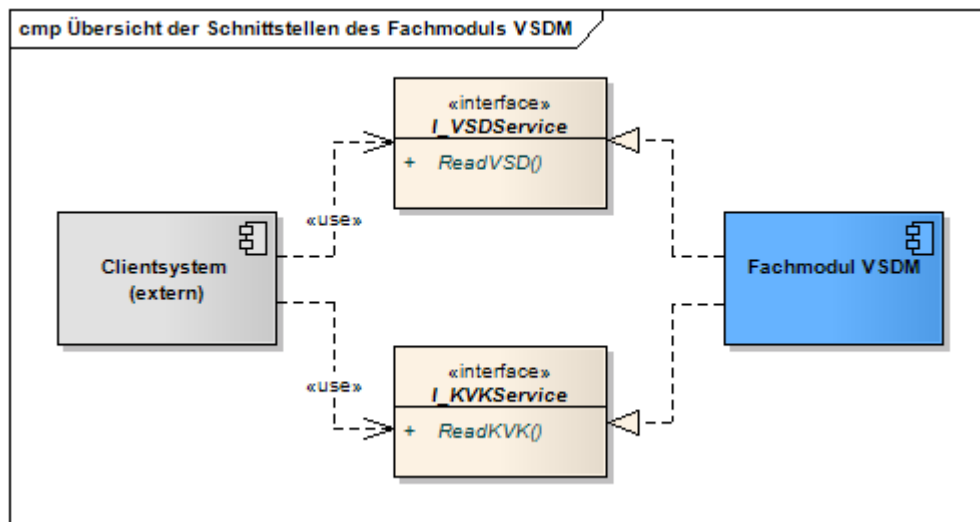 cmp Übersicht der Schnittstellen des Fachmoduls VSDM
«interface»
I_VSDService
+ ReadVSD()
«use»
Clientsystem
(extern)
Fachmodul VSDM
«use»
«interface»
I_KVKService
+ ReadKVK()